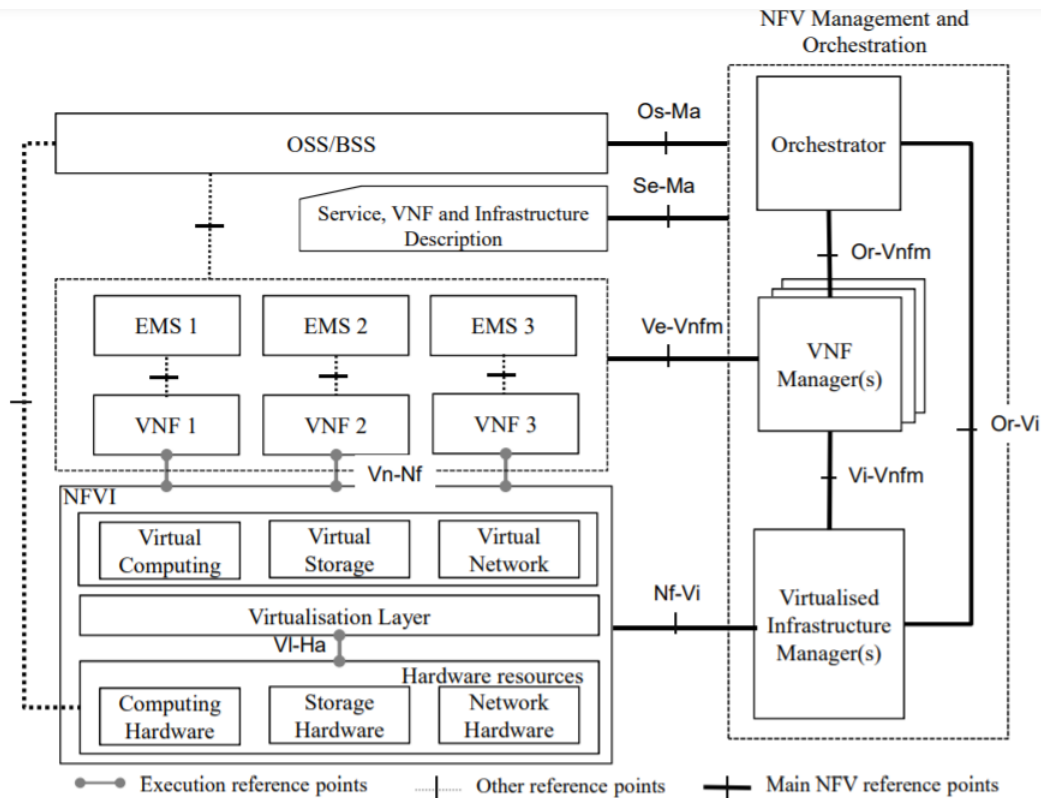 NFV Management and
Orchestration
Os-Ma
OSS/BSS
Orchestrator
Se-Ma
Service, VNF and Infrastructure
Description
Or-Vnfm
EMS 1
EMS 2
EMS 3
Ve-Vnfm
VNF
Manager(s)
VNF 1
VNF 2
VNF 3
Or-Vi
Vn-Nf
Vi-Vnfm
NFVI
Virtual
Computing
Virtual
Storage
Virtual
Network
Nf-Vi
Virtualised
Infrastructure
Manager(s)
Virtualisation Layer
Vl-Ha
Hardware resources
Computing
Hardware
Storage
Hardware
Network
Hardware
Execution reference points
Other reference points
Main NFV reference points